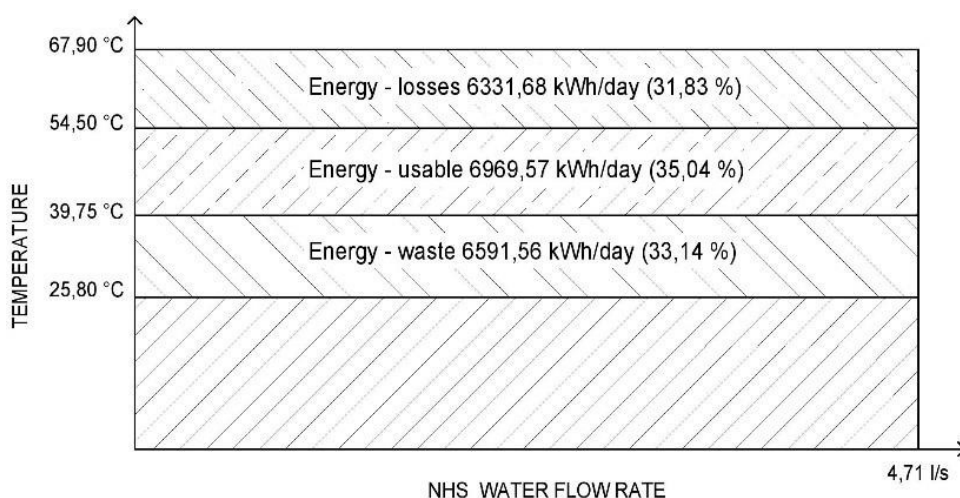 67,90 °C
Energy - losses 6331,68 kWh/day (31,83 %)
54,50 °C
Energy - usable 6969,57 kWh/day (35,04 %)
39,75 °C
Energy - waste 6591,56 kWh/day (33,14 %)
25,80 °C
TEMPERATURE
4,71 l/s
NHS WATER FLOW RATE